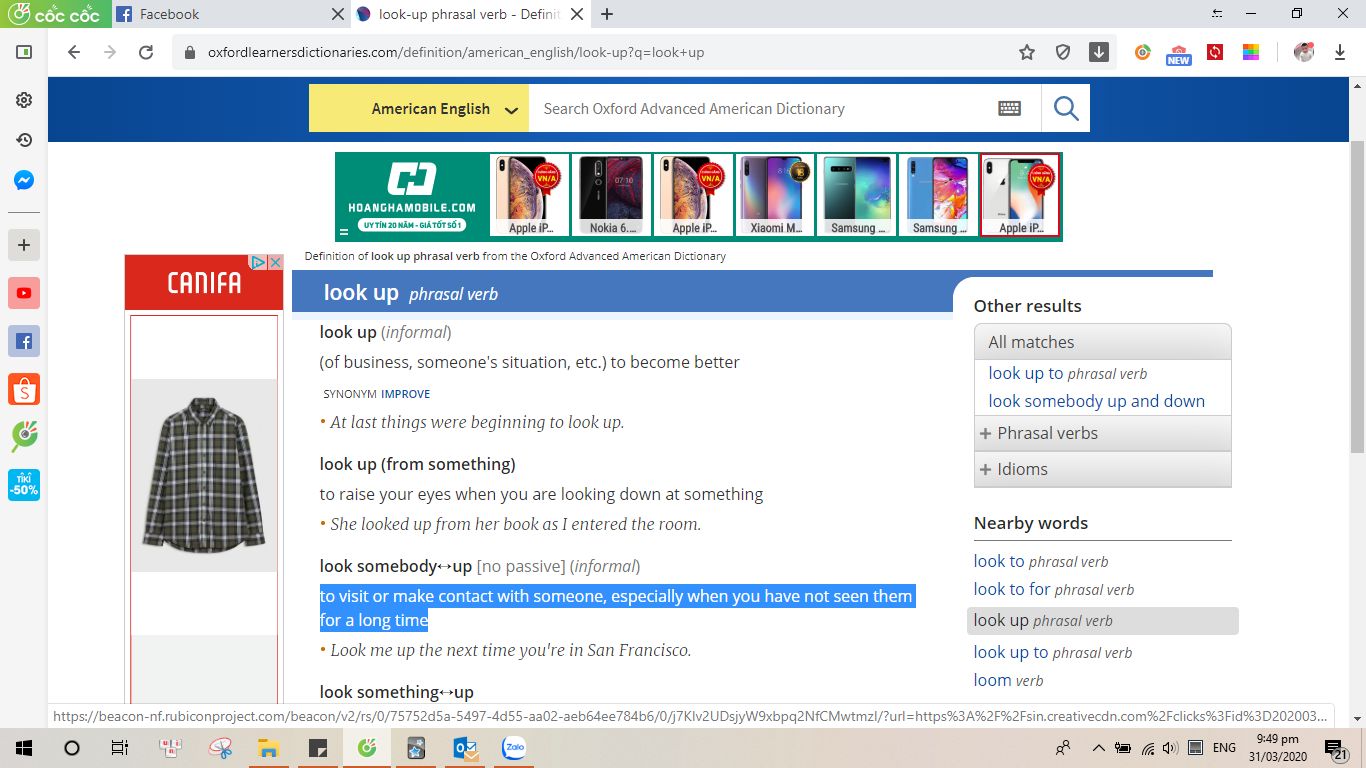 cốc cốc
Facebook
look-up phrasal verb - Definit
oxfordlearnersdictionaries.com/definition/american_english/look-up?q=look+up
NEW
American English
Search Oxford Advanced American Dictionary
HOANGHAMOBILE.COM
UY TÍN 20 NĂM - GIÁ TỐT SỐ 1
Apple iP...
Nokia 6....
Apple iP...
Xiaomi M...
Samsung ...
Samsung ...
Apple iP...
VN/A
VN/A
VN/A
Definition of look up phrasal verb from the Oxford Advanced American Dictionary
CANIFA
look up phrasal verb
look up (informal)
(of business, someone's situation, etc.) to become better
SYNONYM IMPROVE
• At last things were beginning to look up.
look up (from something)
to raise your eyes when you are looking down at something
• She looked up from her book as I entered the room.
look somebody↔up [no passive] (informal)
to visit or make contact with someone, especially when you have not seen them
for a long time
• Look me up the next time you're in San Francisco.
look something↔up
Other results
All matches
look up to phrasal verb
look somebody up and down
+ Phrasal verbs
+ Idioms
Nearby words
look to phrasal verb
look to for phrasal verb
look up phrasal verb
look up to phrasal verb
loom verb
TIKI
-50%
https://beacon-nf.rubiconproject.com/beacon/v2/rs/0/75752d5a-5497-4d55-aa02-aeb64ee784b6/0/j7KIv2UDsjyW9xbpq2NfCMwtmzI/?url=https%3A%2F%2Fsin.creativecdn.com%2Fclicks%3Fid%3D202003...
Zalo
ENG
9:49 pm
31/03/2020
21